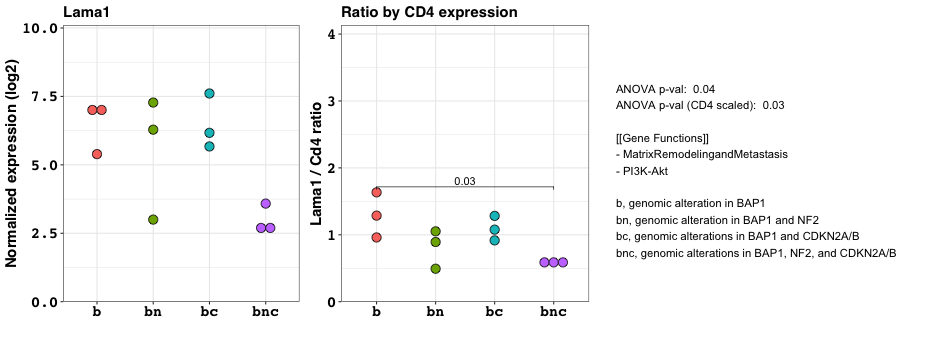 Lama1
Normalized expression (log2)
10.0
7.5
5.0
2.5
0.0
b bn bc bnc
Ratio by CD4 expression
Lama1 / Cd4 ratio
4
3
2
1
0
0.03
b bn bc bnc
ANOVA p-val: 0.04
ANOVA p-val (CD4 scaled): 0.03
[[Gene Functions]]
- MatrixRemodelingandMetastasis
- PI3K-Akt
b, genomic alteration in BAP1
bn, genomic alteration in BAP1 and NF2
bc, genomic alterations in BAP1 and CDKN2A/B
bnc, genomic alterations in BAP1, NF2, and CDKN2A/B